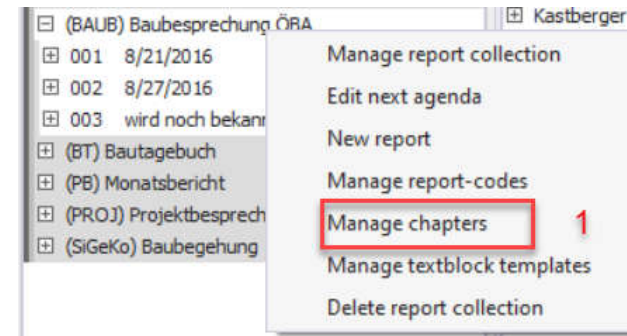 (BAUB) Baubesprechung ÖBA
001 8/21/2016
002 8/27/2016
003 wird noch bekann
(BT) Bautagebuch
(PB) Monatsbericht
(PROJ) Projektbesprech
(SiGeKo) Baubegehung
Kastberger
Manage report collection
Edit next agenda
New report
Manage report-codes
Manage chapters 1
Manage textblock templates
Delete report collection